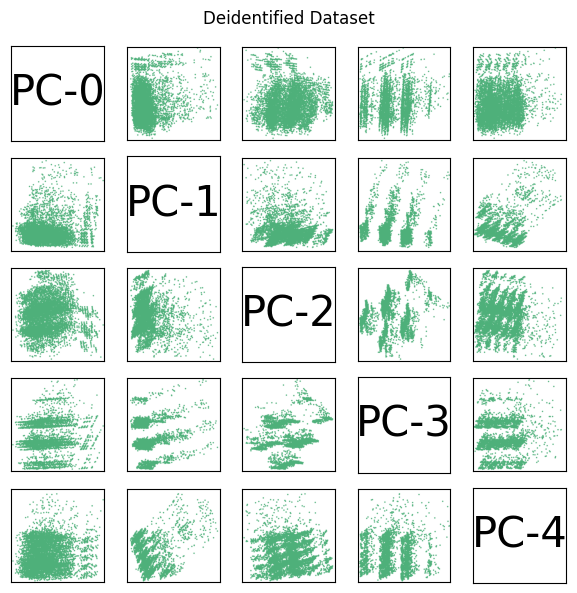 Deidentified Dataset
PC-0
PC-1
PC-2
PC-3
PC-4